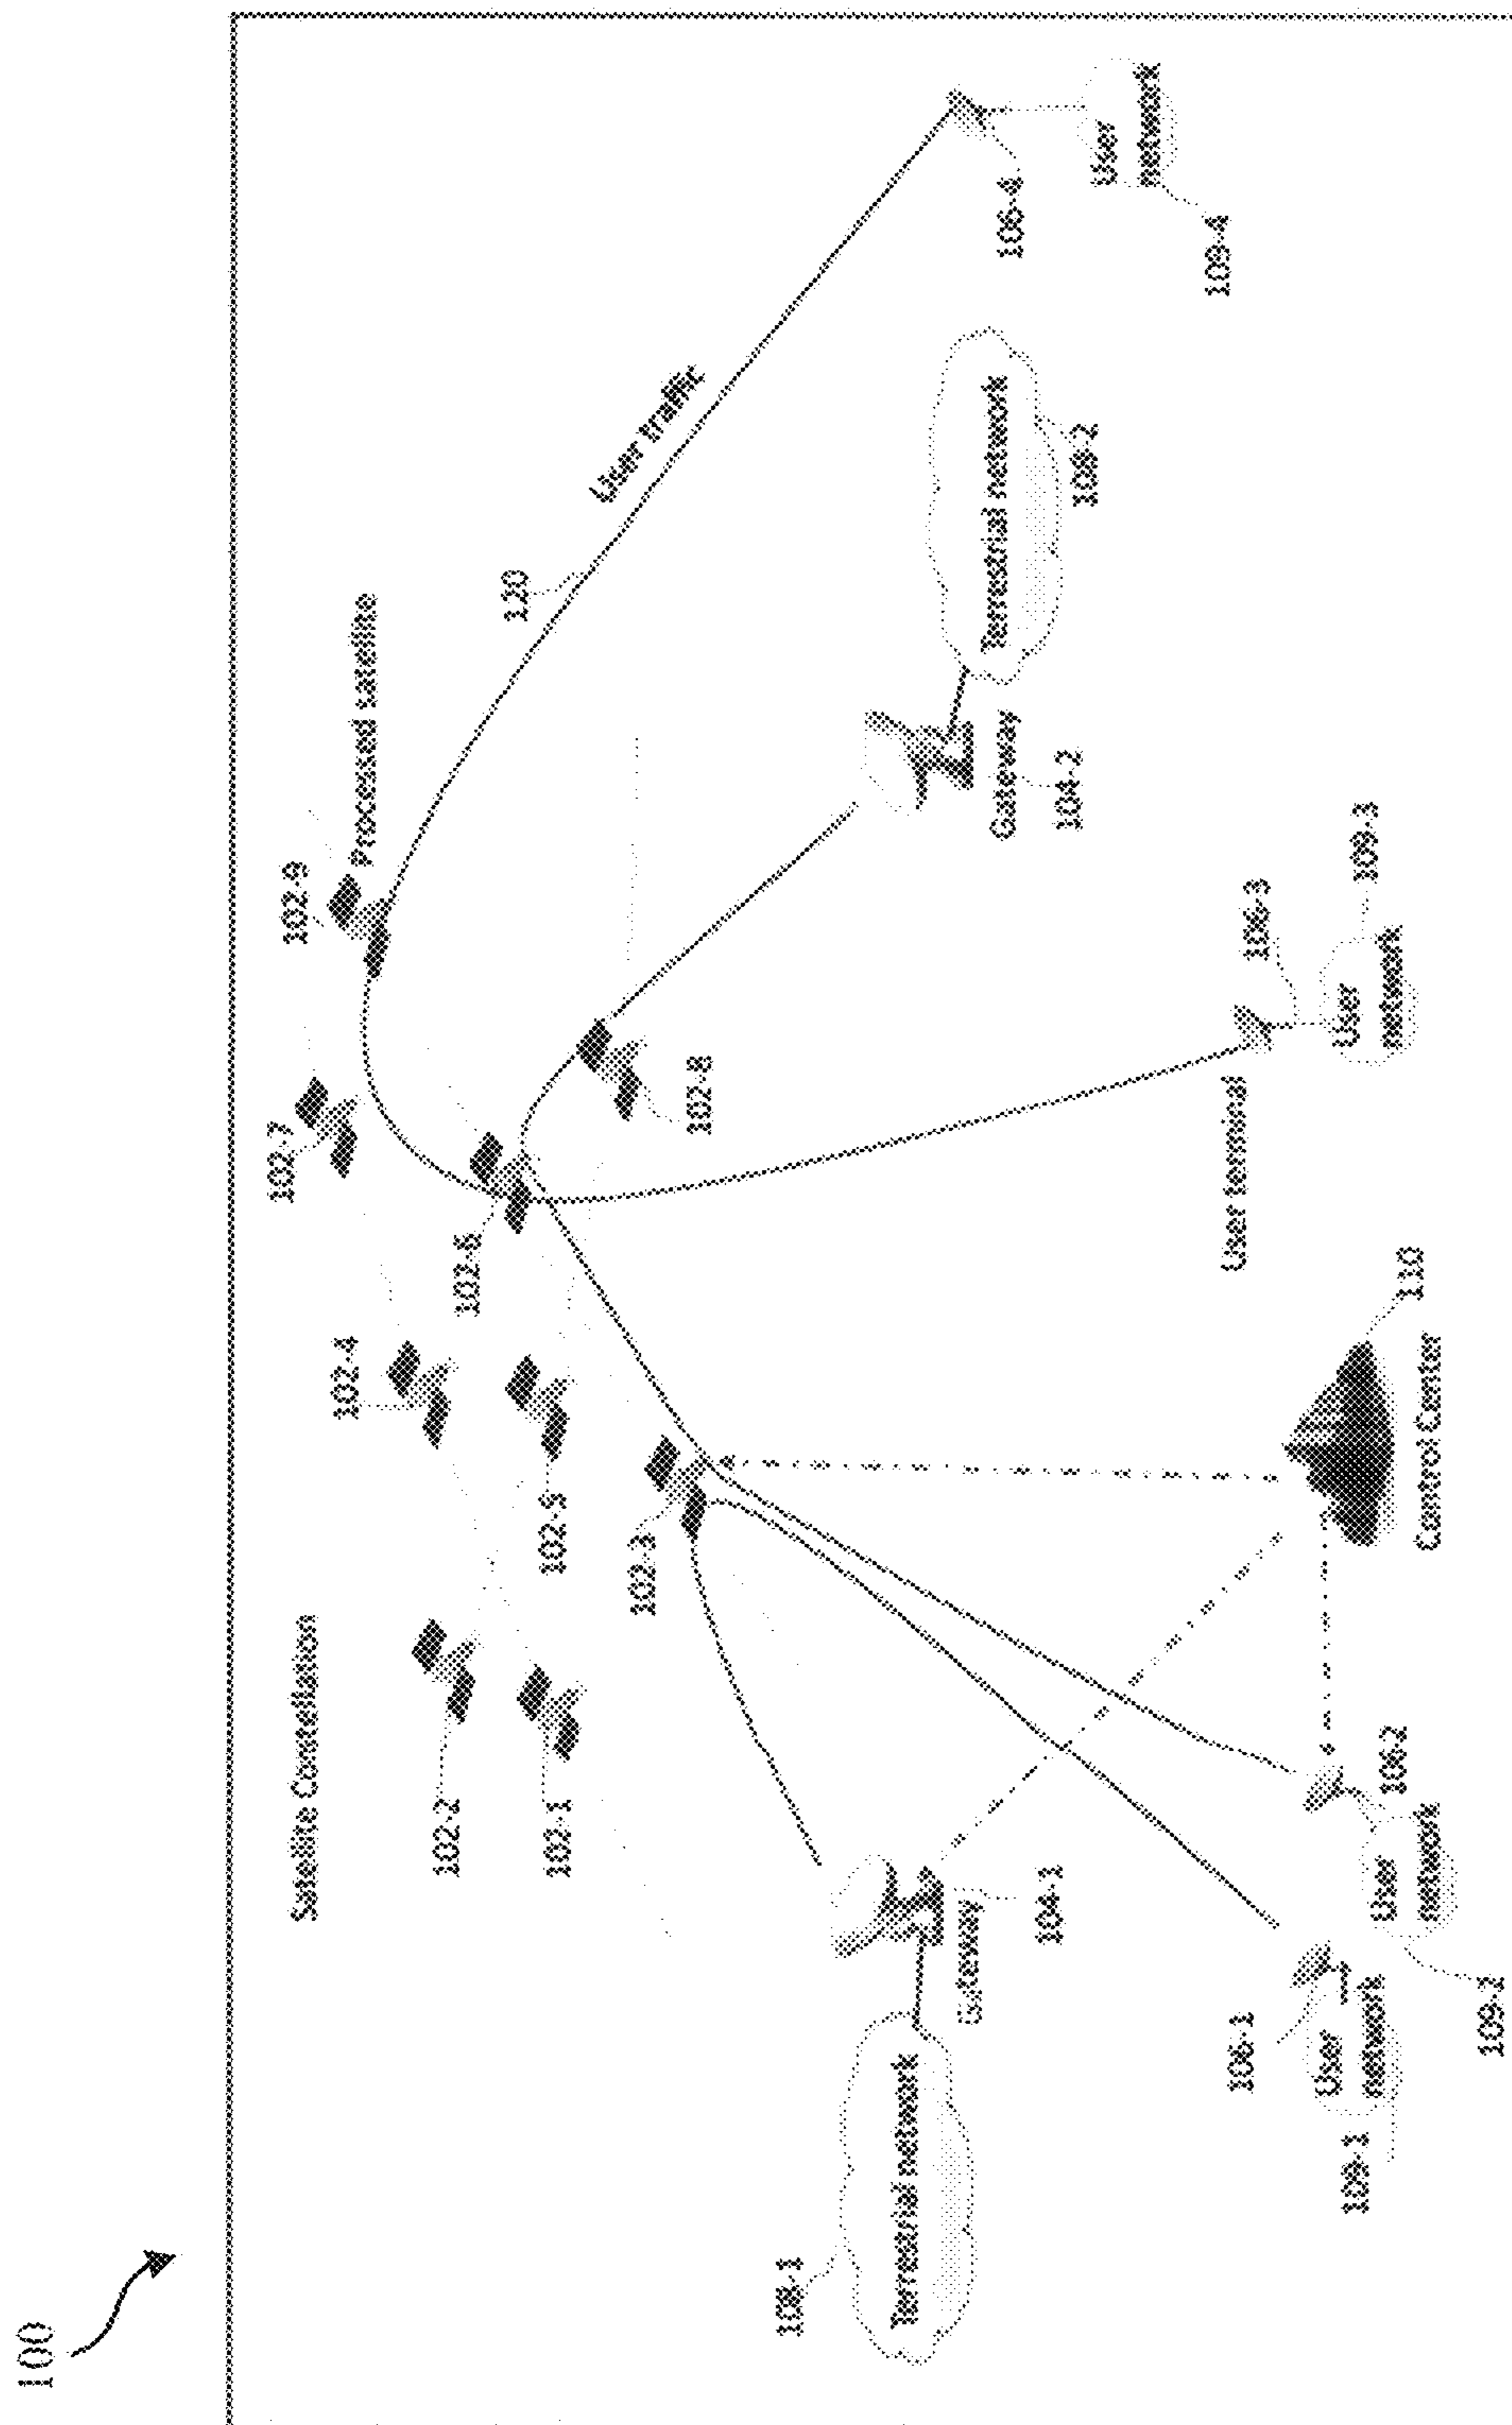 100
Satellite Constellation
102-7
102-9
102-4
Processed satellite
102-2
102-6
120
102-1
102-5
102-3
User traffic
102-8
108-1
Terrestrial network
Gateway
104-1
Terrestrial network
108-2
Gateway
104-2
106-4
User
network
109-4
User terminal
106-3
User
network
109-3
106-1
User
network
109-1
106-2
User
network
109-2
110
Control Center